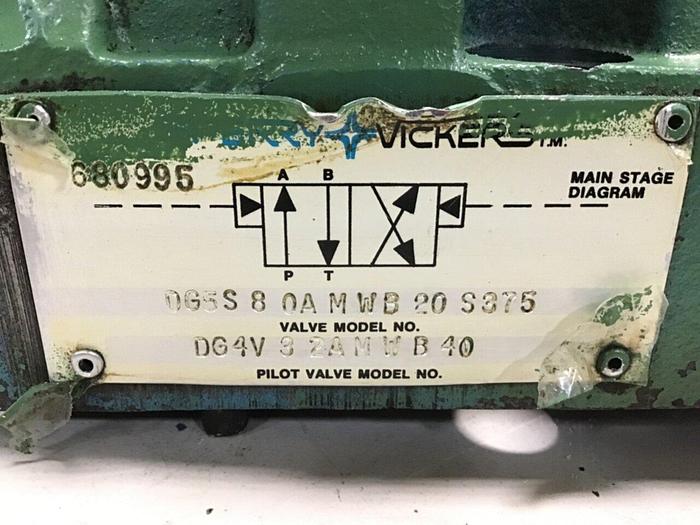 VICKERS T.M.
680995
A B
MAIN STAGE
DIAGRAM
P T
DG5S 8 0A M W B 20 S375
VALVE MODEL NO.
DG4V 3 2A M W B 40
PILOT VALVE MODEL NO.